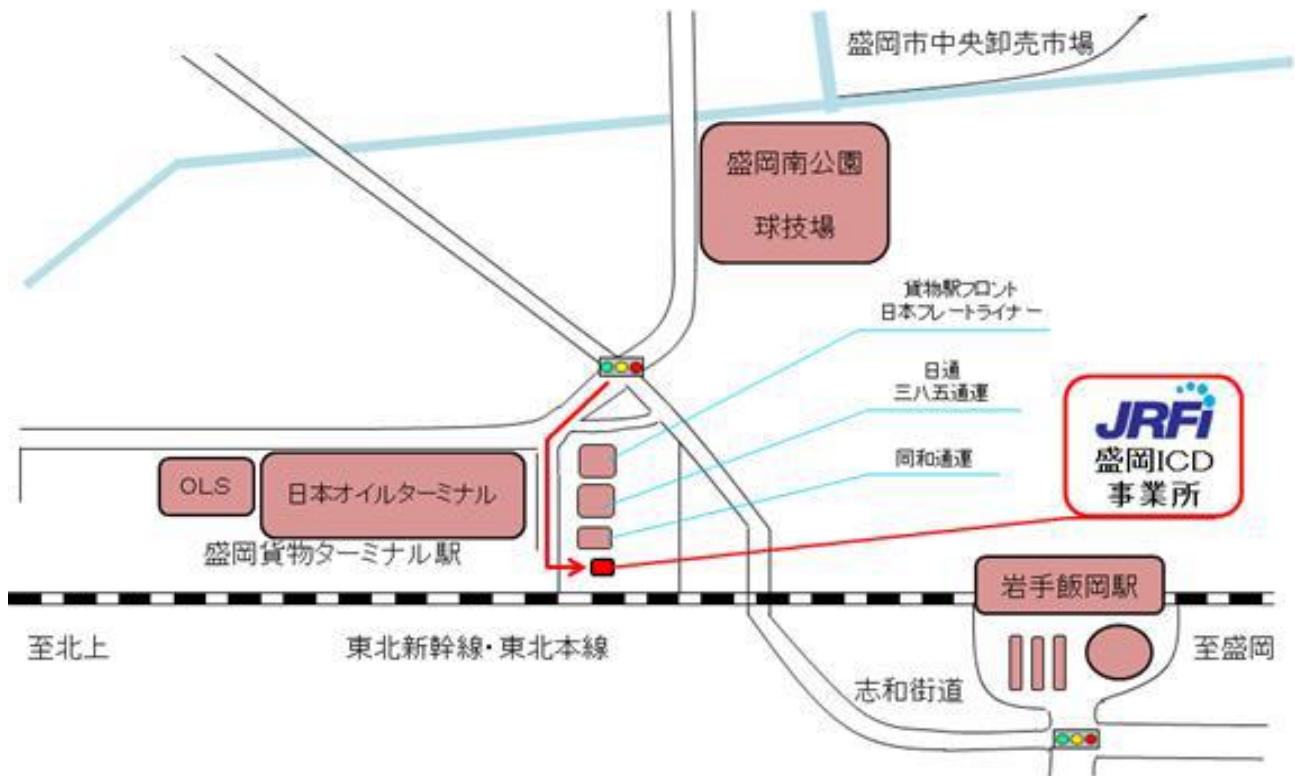 盛岡市中央卸売市場
盛岡南公園
球技場
貨物駅フロント
日本フレートライナー
日通
三八五通運
JRFi
盛岡ICD
事業所
同和通運
OLS
日本オイルターミナル
盛岡貨物ターミナル駅
岩手飯岡駅
至北上
東北新幹線・東北本線
至盛岡
志和街道